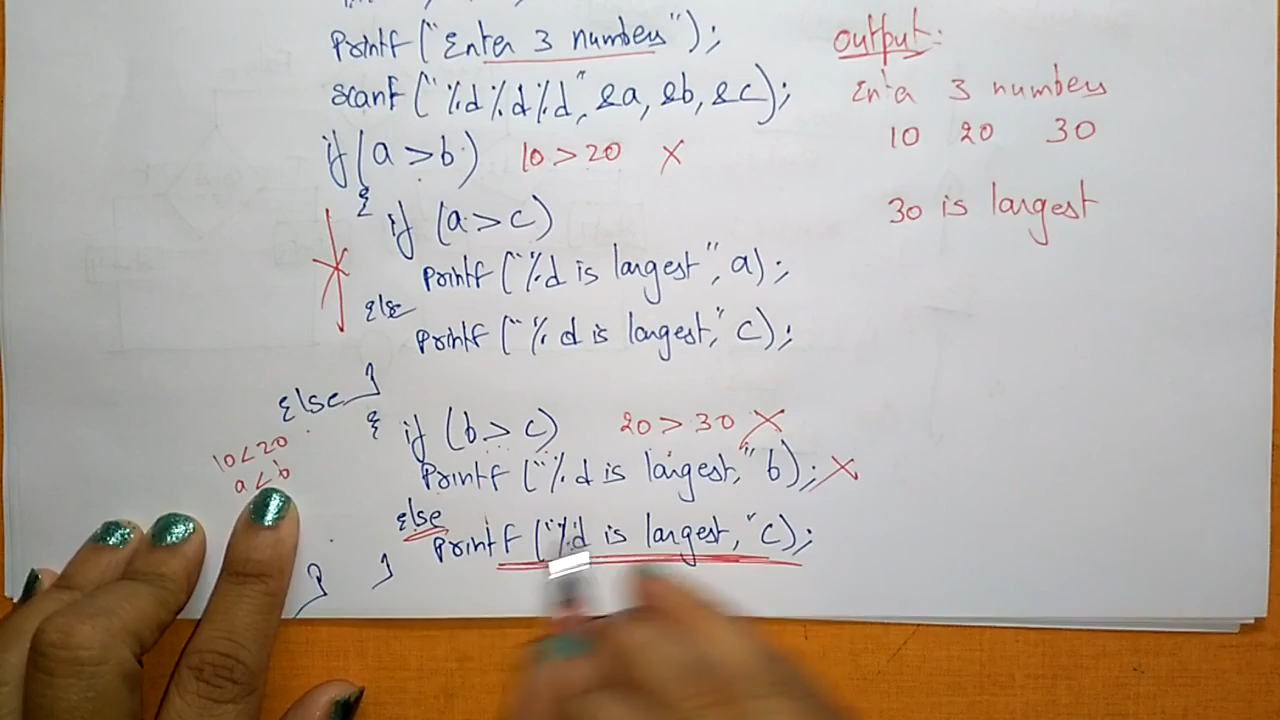 printf ("Enter 3 numbers");
scanf ("%d%d%d", &a, &b, &c);
if (a > b) 10 > 20 X
{
if (a > c)
printf ("%d is largest", a);
else
printf ("%d is largest," c);
}
else
{ if (b > c) 20 > 30 X
printf ("%d is largest," b); X
else
printf ("%d is largest," c);
}
}
10 < 20
a < b
output:
Enter 3 numbers
10 20 30
30 is largest